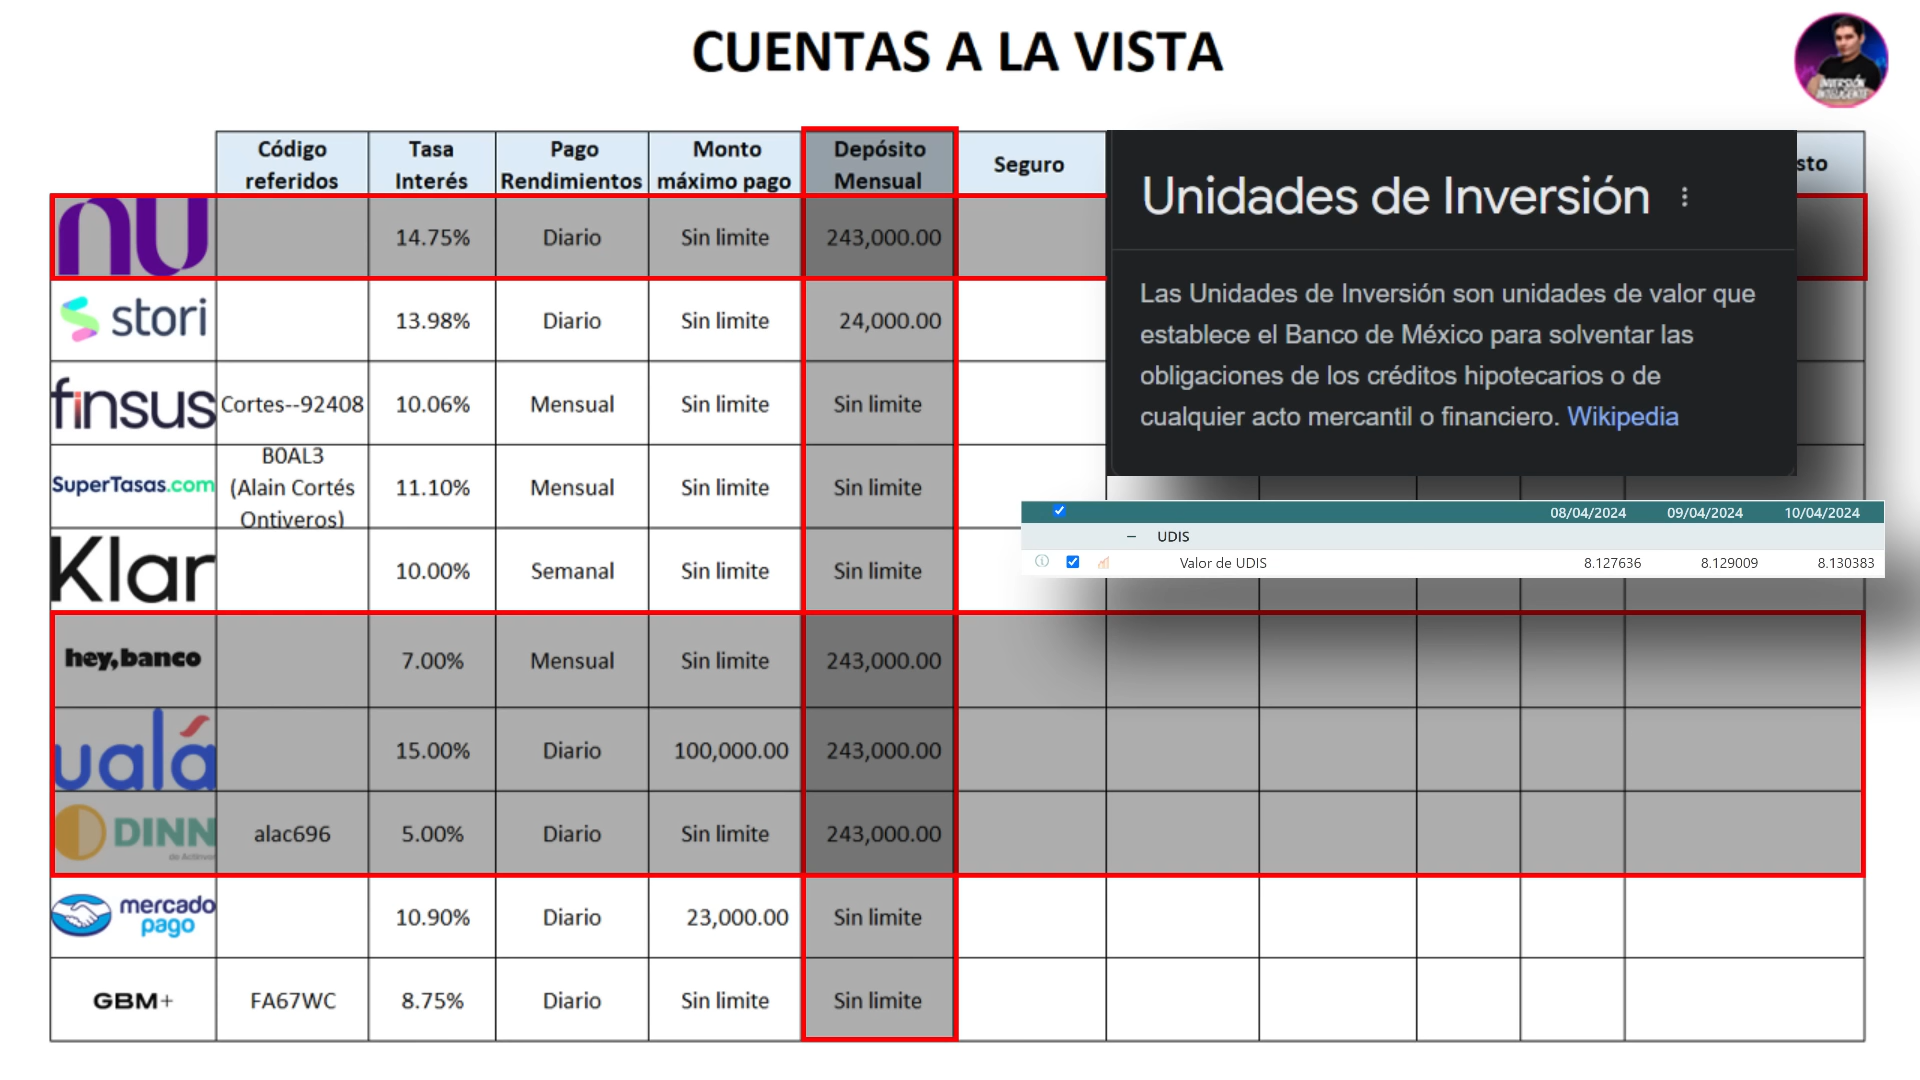 CUENTAS A LA VISTA
INVERSIÓN
INTELIGENTE
Código referidos
Tasa Interés
Pago Rendimientos
Monto máximo pago
Depósito Mensual
Seguro
sto
nu 14.75% Diario Sin limite 243,000.00
stori 13.98% Diario Sin limite 24,000.00
finsus Cortes--92408 10.06% Mensual Sin limite Sin limite
SuperTasas.com B0AL3 (Alain Cortés Ontiveros) 11.10% Mensual Sin limite Sin limite
Klar 10.00% Semanal Sin limite Sin limite
hey,banco 7.00% Mensual Sin limite 243,000.00
ualá 15.00% Diario 100,000.00 243,000.00
DINN de Actinver alac696 5.00% Diario Sin limite 243,000.00
mercado pago 10.90% Diario 23,000.00 Sin limite
GBM+ FA67WC 8.75% Diario Sin limite Sin limite
Unidades de Inversión
Las Unidades de Inversión son unidades de valor que
establece el Banco de México para solventar las
obligaciones de los créditos hipotecarios o de
cualquier acto mercantil o financiero. Wikipedia
08/04/2024 09/04/2024 10/04/2024
UDIS
Valor de UDIS 8.127636 8.129009 8.130383